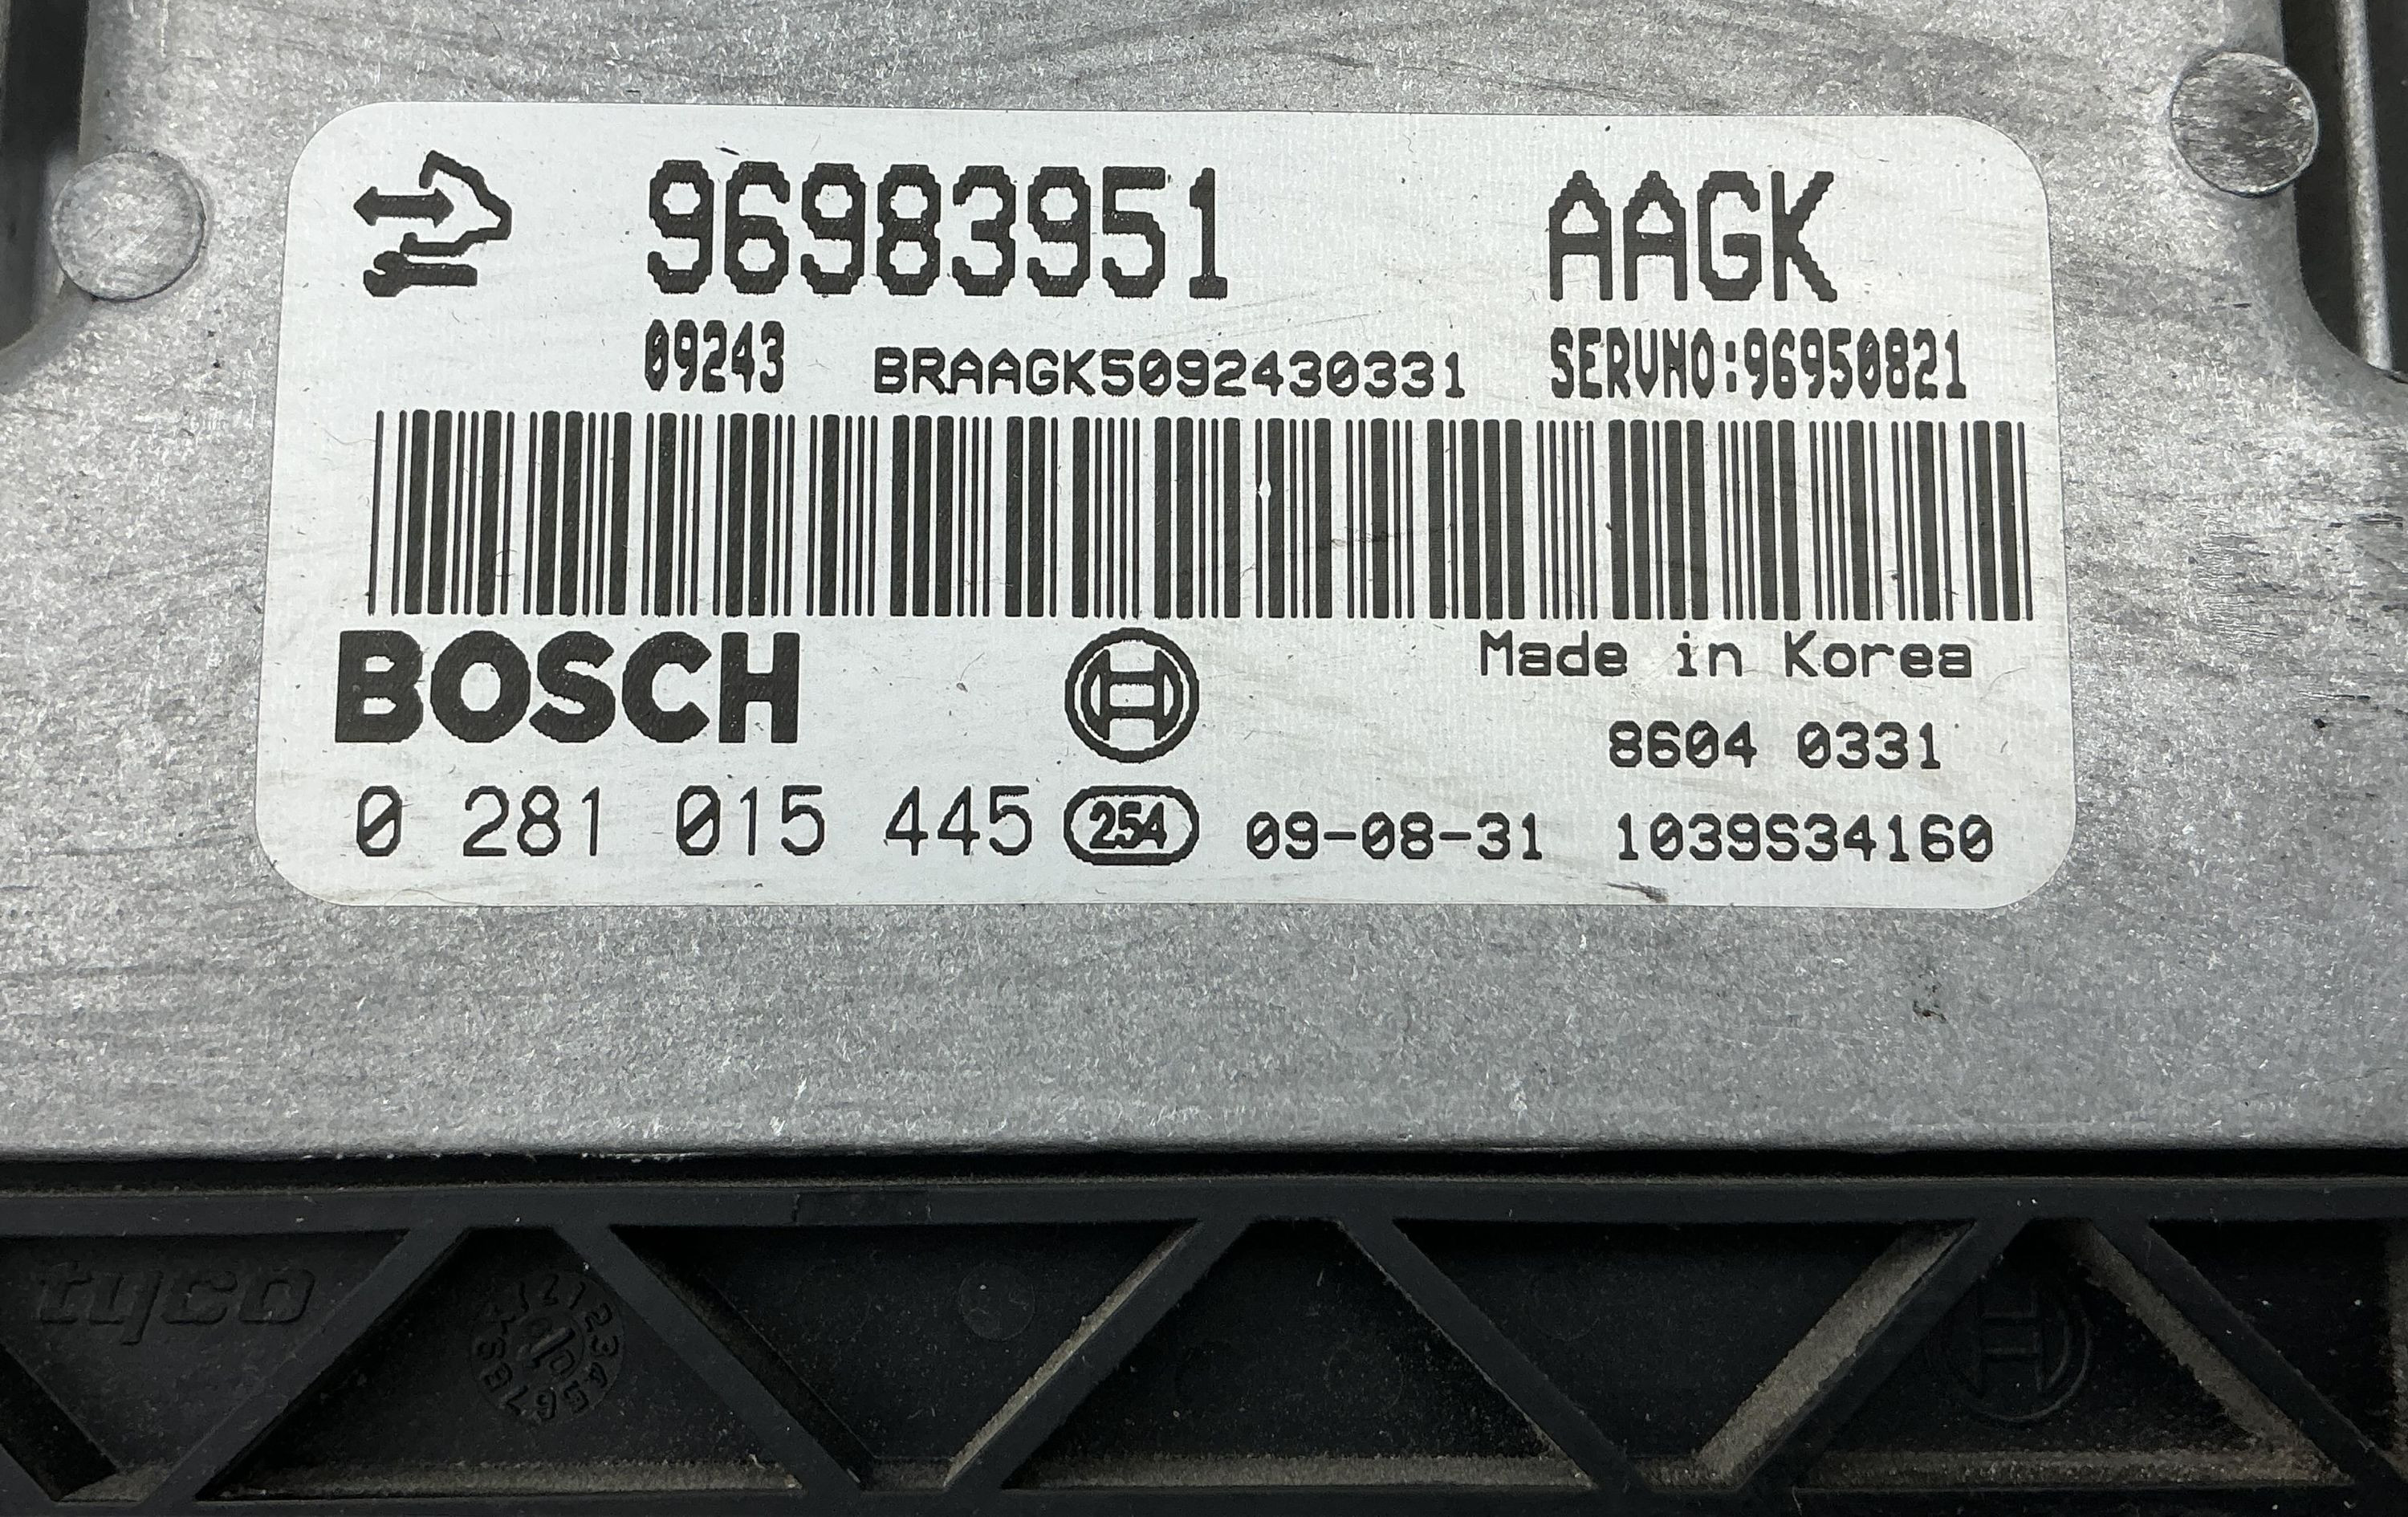 96983951 AAGK
09243 BRAAGK5092430331 SERVNO:96950821
BOSCH Made in Korea
8604 0331
0 281 015 445 254 09-08-31 1039S34160
tyco